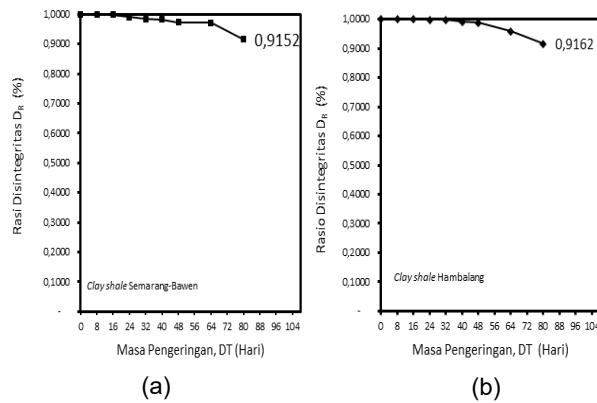 1,0000
0,9000
0,8000
0,7000
0,6000
0,5000
0,4000
0,3000
0,2000
0,1000
-
Rasi Disintegritas DR (%)
0,9152
Clay shale Semarang-Bawen
0 8 16 24 32 40 48 56 64 72 80 88 96 104
Masa Pengeringan, DT (Hari)
(a)
1,0000
0,9000
0,8000
0,7000
0,6000
0,5000
0,4000
0,3000
0,2000
0,1000
-
Rasio Disintegritas DR (%)
0,9162
Clay shale Hambalang
0 8 16 24 32 40 48 56 64 72 80 88 96 104
Masa Pengeringan, DT (Hari)
(b)